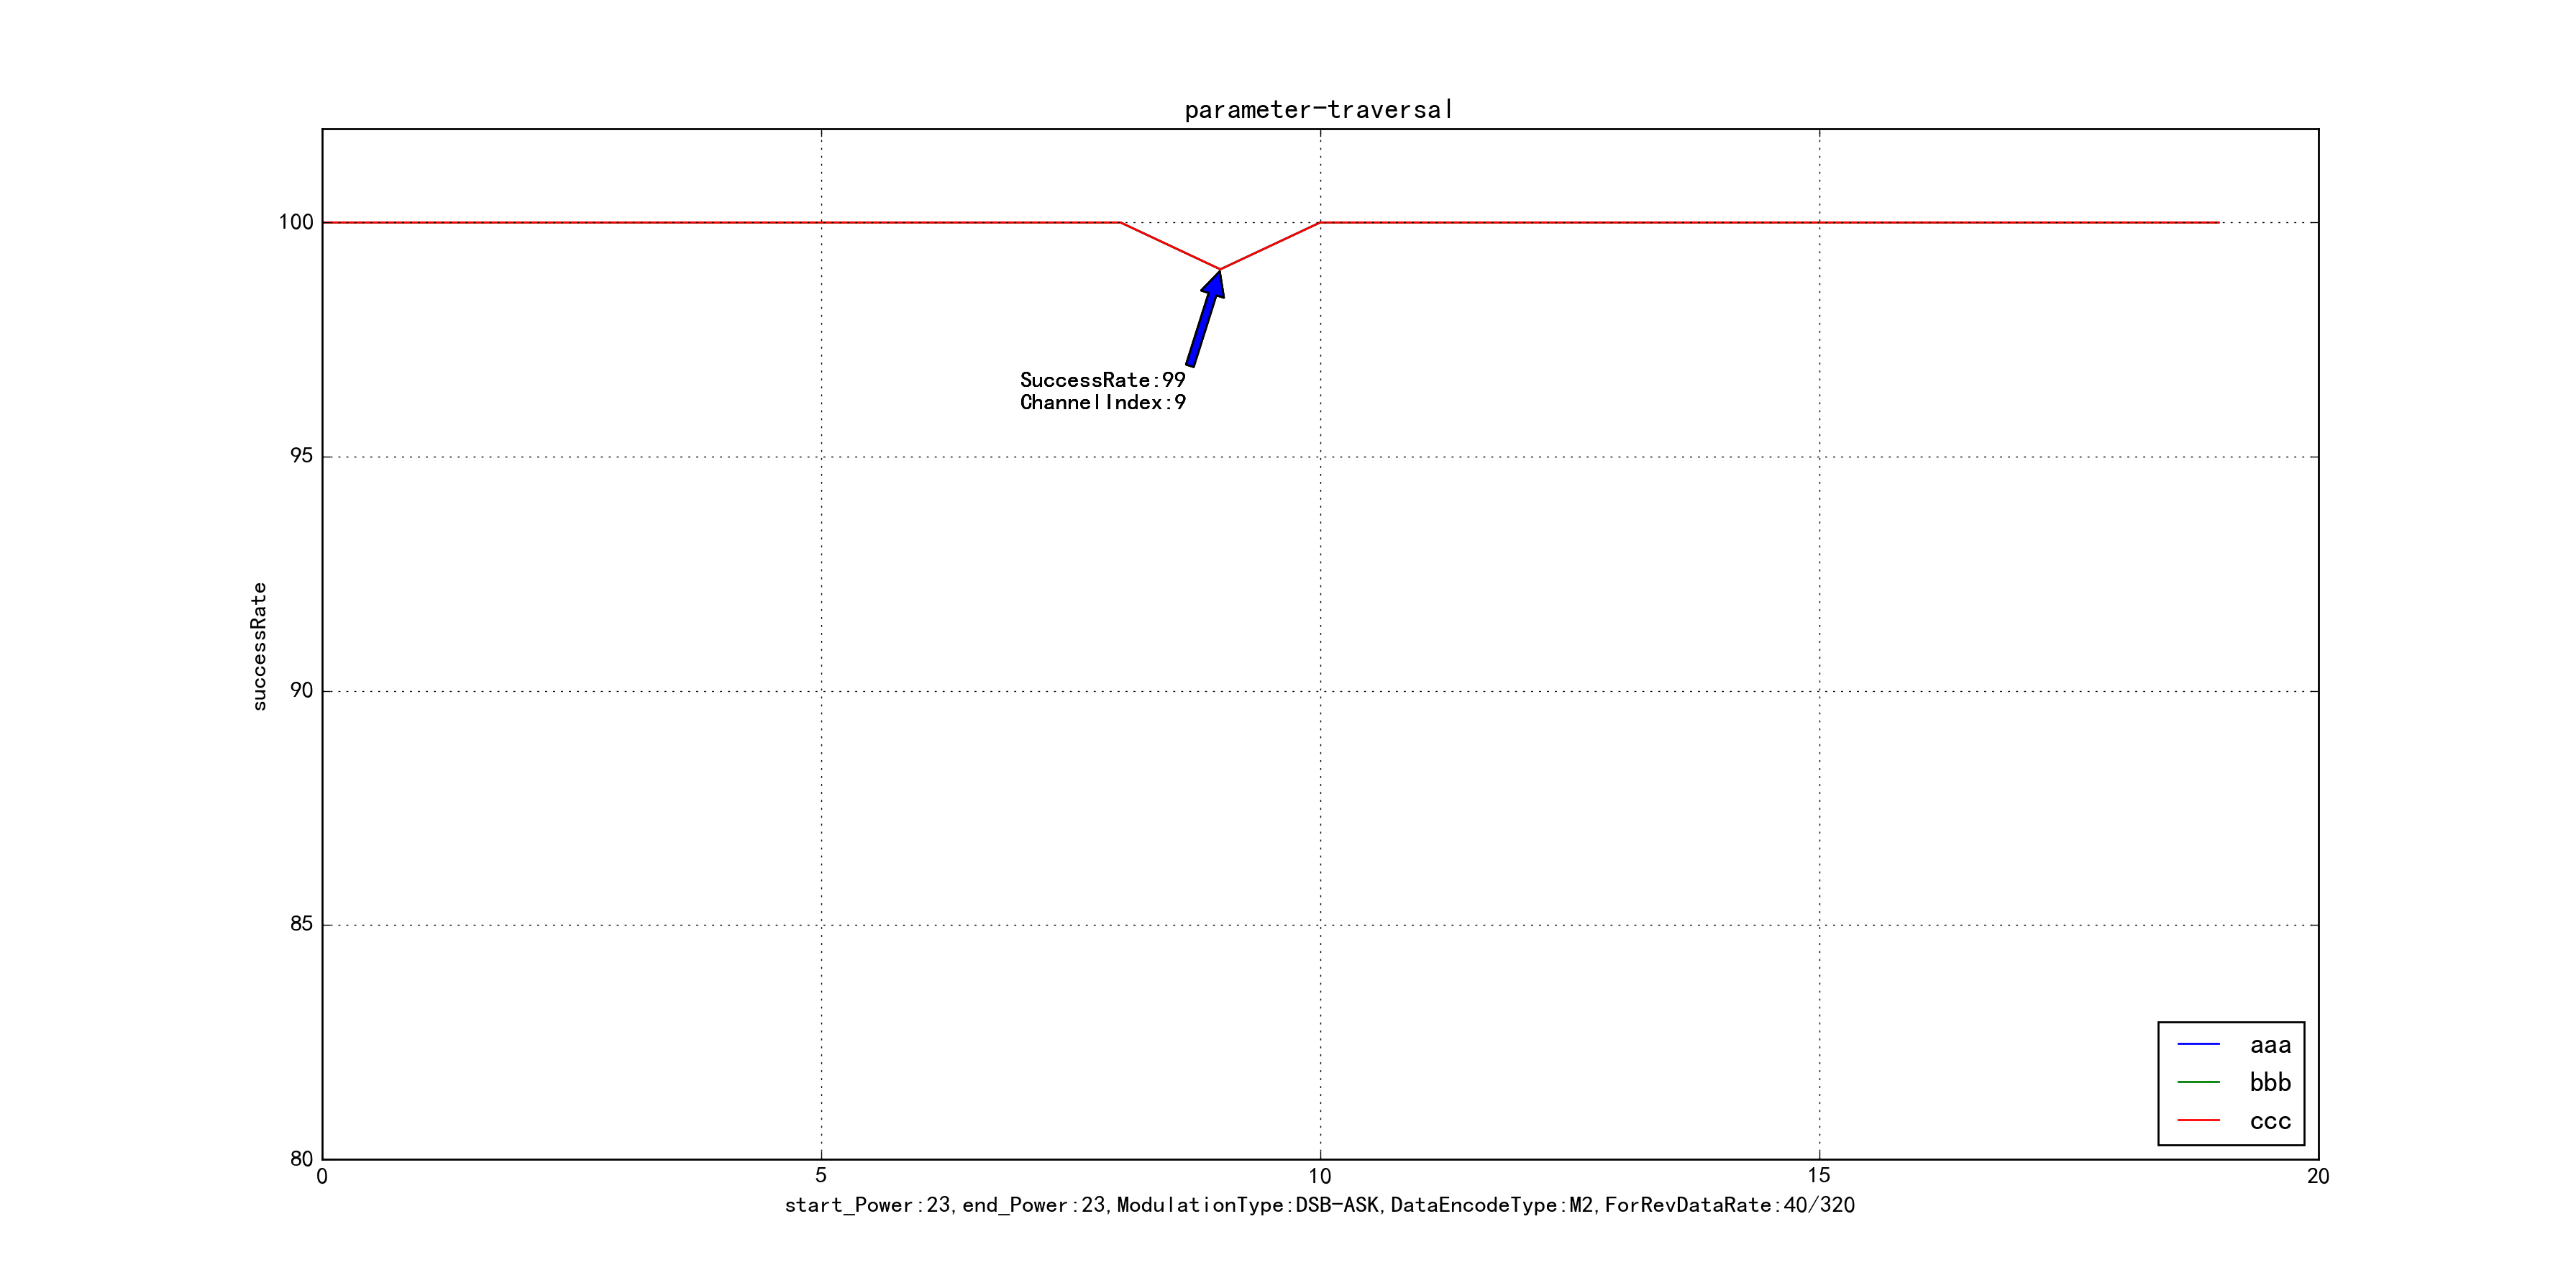 parameter-traversal
100
95
90
85
80
successRate
SuccessRate:99
ChannelIndex:9
aaa
bbb
ccc
0 5 10 15 20
start_Power:23,end_Power:23,ModulationType:DSB-ASK,DataEncodeType:M2,ForRevDataRate:40/320